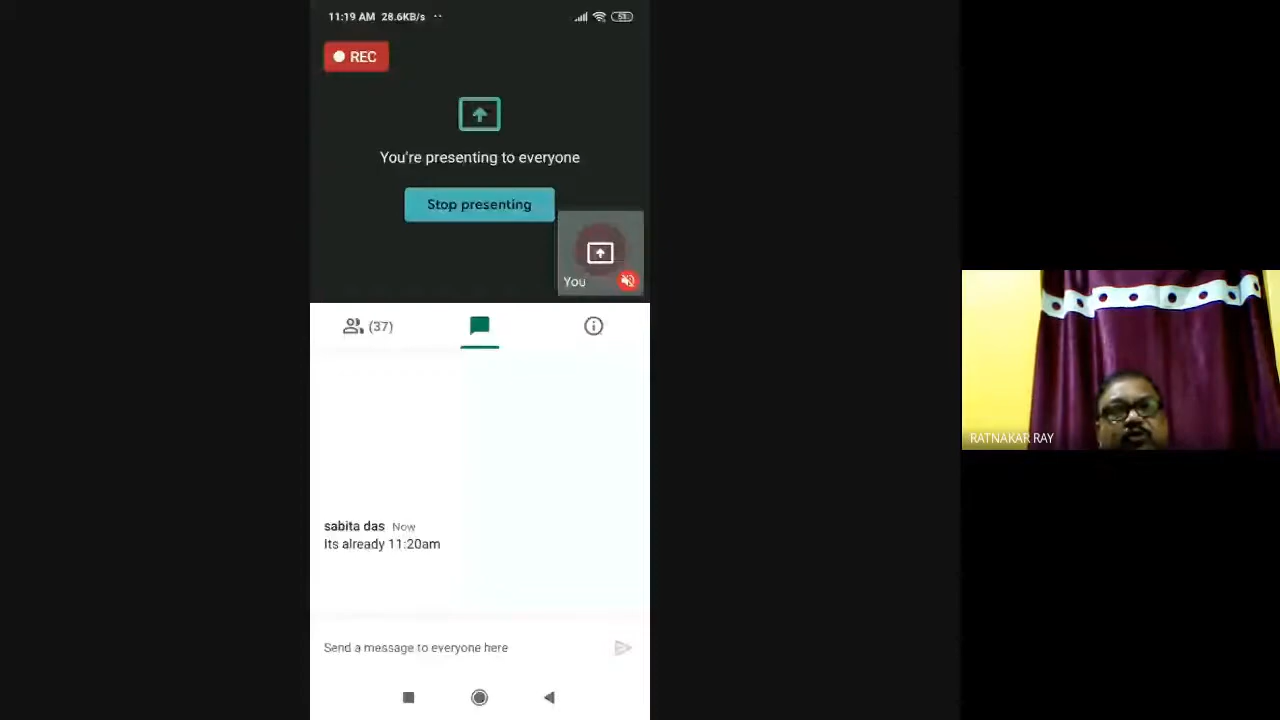 11:19 AM 28.6KB/s ··
53
REC
You're presenting to everyone
Stop presenting
You
(37)
sabita das Now
Its already 11:20am
Send a message to everyone here
RATNAKAR RAY